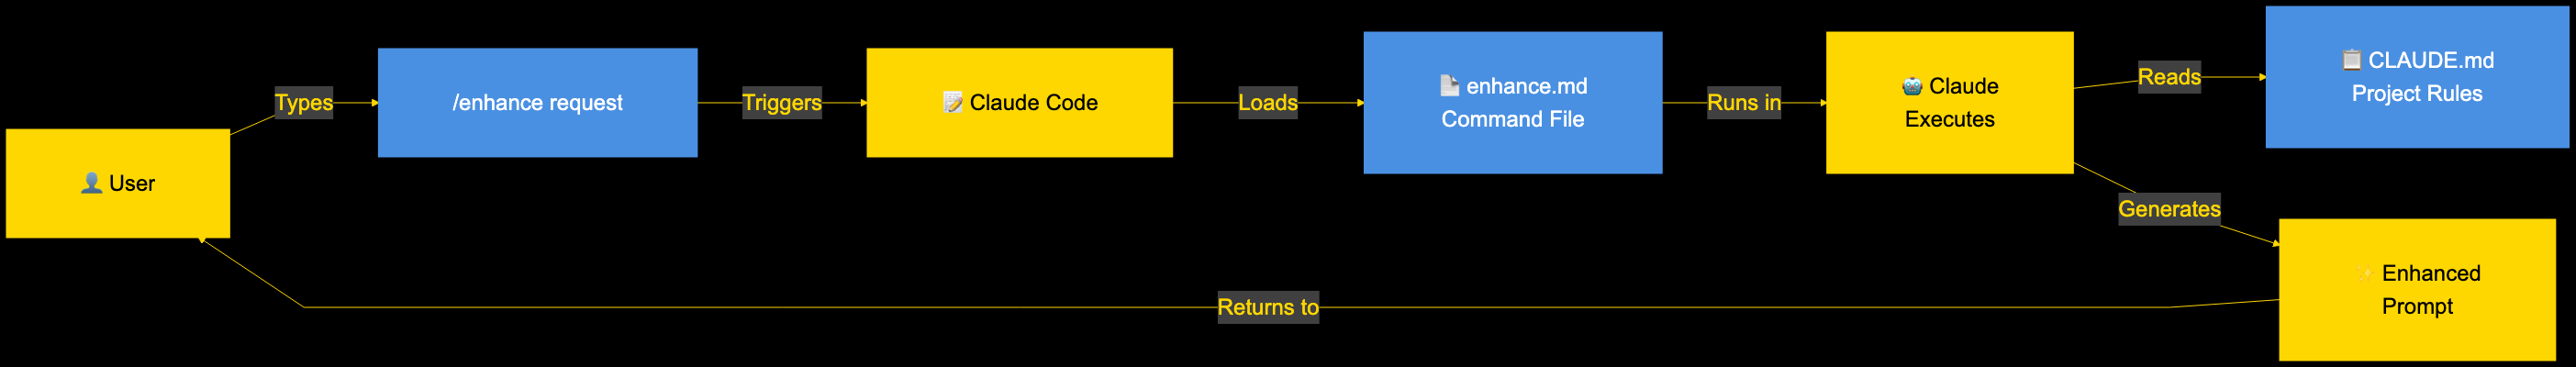 👤 User
Types
/enhance request
Triggers
📝 Claude Code
Loads
📄 enhance.md
Command File
Runs in
🤖 Claude
Executes
Reads
📋 CLAUDE.md
Project Rules
Generates
✨ Enhanced
Prompt
Returns to